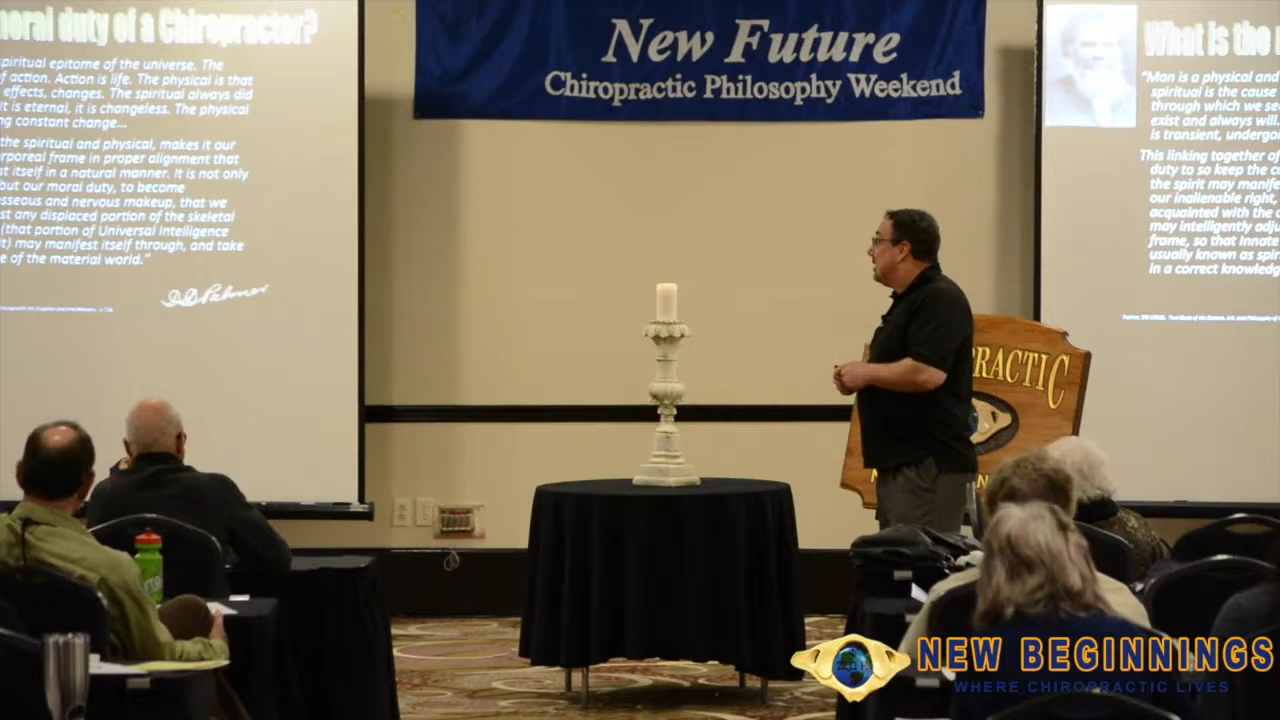 moral duty of a Chiropractor?
spiritual epitome of the universe. The
of action. Action is life. The physical is that
effects, changes. The spiritual always did
It is eternal, it is changeless. The physical
ng constant change...
the spiritual and physical, makes it our
orporeal frame in proper alignment that
st itself in a natural manner. It is not only
but our moral duty, to become
sseous and nervous makeup, that we
st any displaced portion of the skeletal
(that portion of Universal Intelligence
t) may manifest itself through, and take
e of the material world."
D.D. Palmer
New Future
Chiropractic Philosophy Weekend
RACTIC
What is the
"Man is a physical and
spiritual is the cause
through which we se
exist and always will.
is transient, undergo
This linking together of
duty to so keep the c
the spirit may manife
our inalienable right,
acquainted with the o
may intelligently adju
frame, so that Innate
usually known as spir
in a correct knowledg
NEW BEGINNINGS
WHERE CHIROPRACTIC LIVES